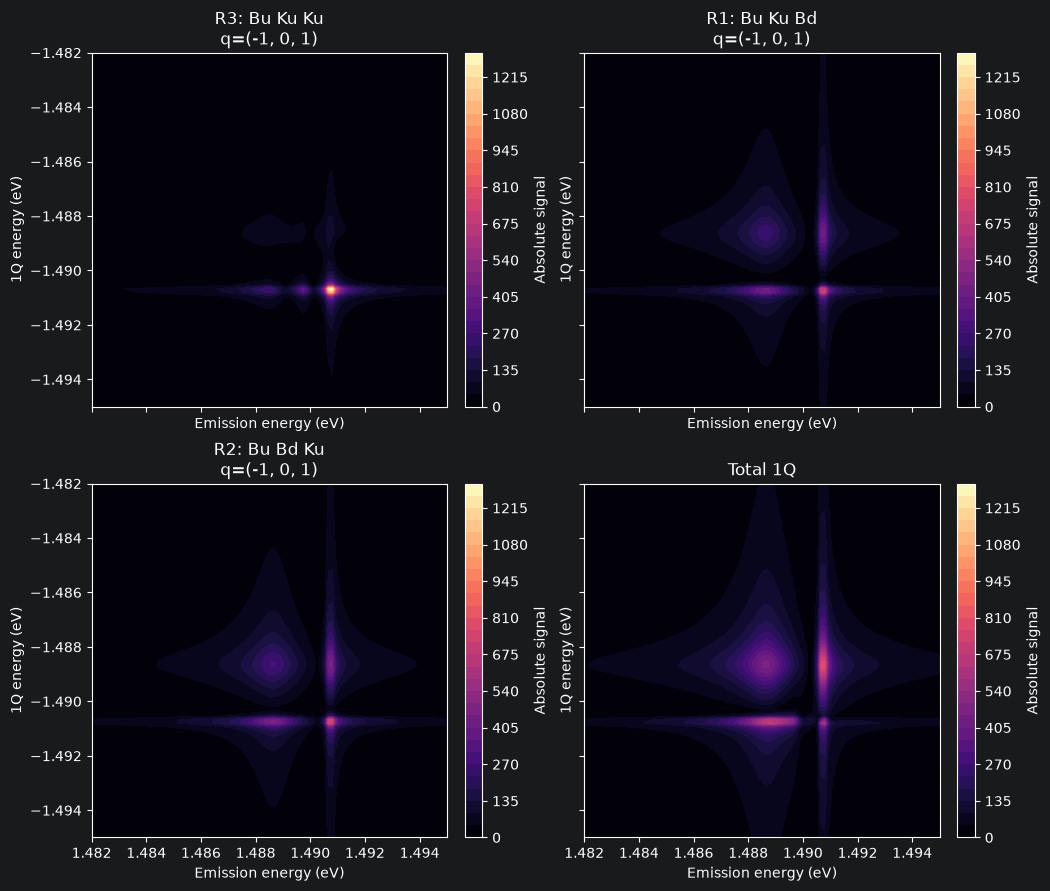 R3: Bu Ku Ku
q=(-1, 0, 1)
R1: Bu Ku Bd
q=(-1, 0, 1)
−1.482
−1.484
−1.486
−1.488
−1.490
−1.492
−1.494
1Q energy (eV)
Emission energy (eV)
1215
1080
945
810
675
540
405
270
135
0
Absolute signal
1Q energy (eV)
Emission energy (eV)
1215
1080
945
810
675
540
405
270
135
0
Absolute signal
R2: Bu Bd Ku
q=(-1, 0, 1)
Total 1Q
−1.482
−1.484
−1.486
−1.488
−1.490
−1.492
−1.494
1Q energy (eV)
1.482 1.484 1.486 1.488 1.490 1.492 1.494
Emission energy (eV)
1215
1080
945
810
675
540
405
270
135
0
Absolute signal
1Q energy (eV)
1.482 1.484 1.486 1.488 1.490 1.492 1.494
Emission energy (eV)
1215
1080
945
810
675
540
405
270
135
0
Absolute signal